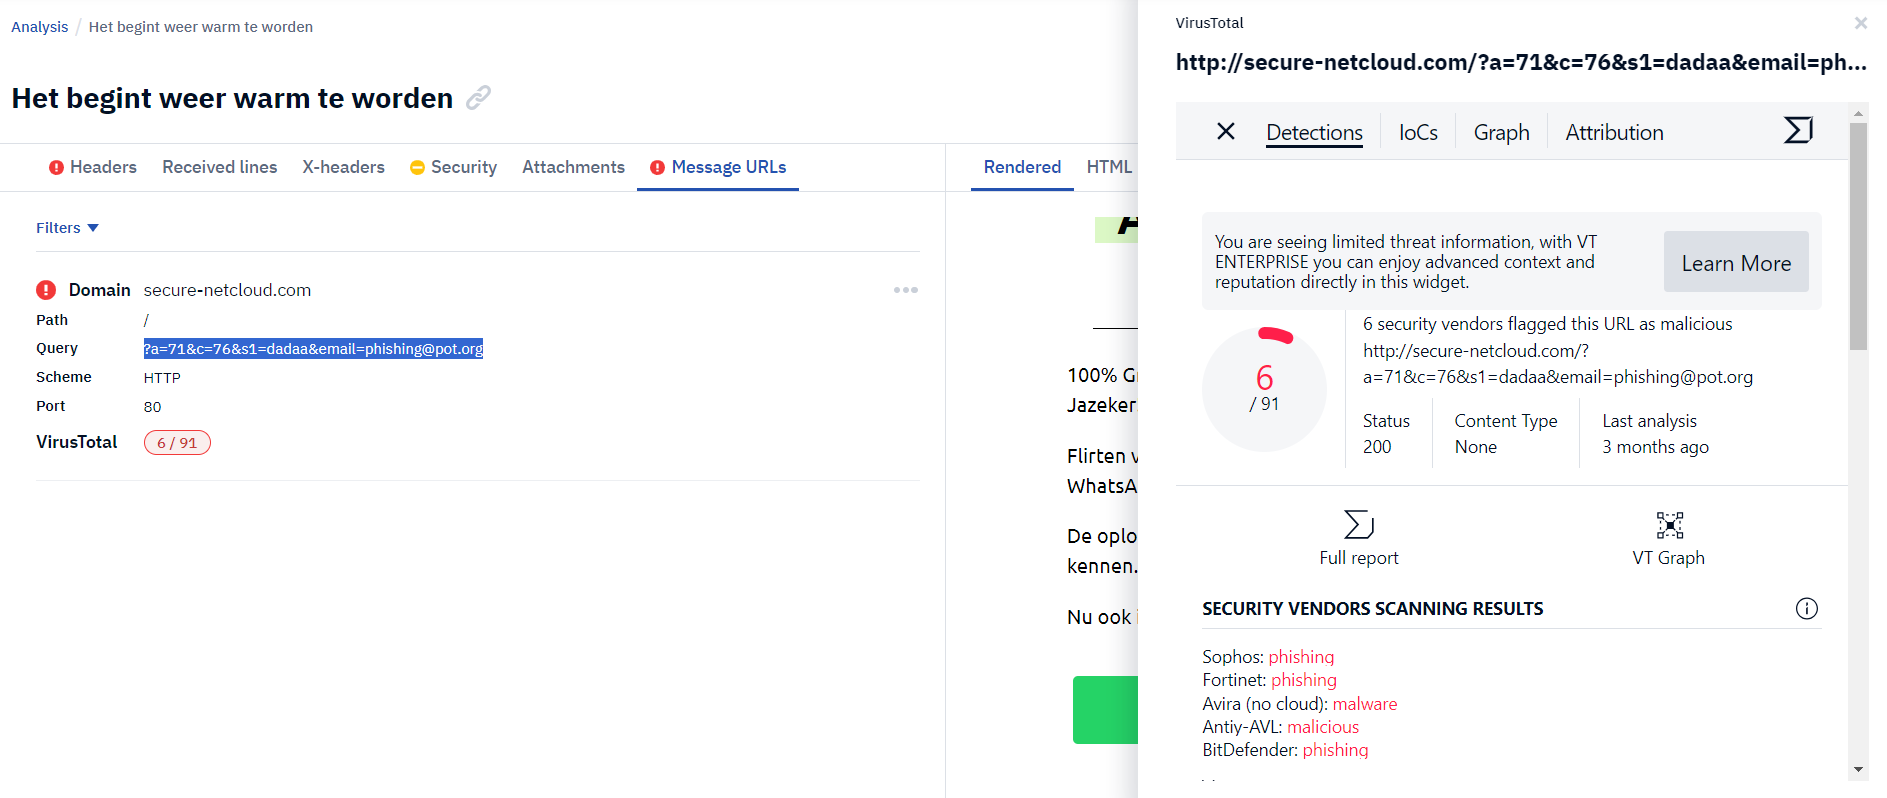 Analysis / Het begint weer warm te worden
Het begint weer warm te worden
Headers Received lines X-headers Security Attachments Message URLs
Filters
Domain secure-netcloud.com
Path /
Query ?a=71&c=76&s1=dadaa&email=phishing@pot.org
Scheme HTTP
Port 80
VirusTotal 6 / 91
Rendered HTML
A
100%
Jazeker
Flirten
WhatsA
De oplo
kennen.
Nu ook
VirusTotal
http://secure-netcloud.com/?a=71&c=76&s1=dadaa&email=ph...
Detections IoCs Graph Attribution
You are seeing limited threat information, with VT
ENTERPRISE you can enjoy advanced context and
reputation directly in this widget.
Learn More
6
/ 91
6 security vendors flagged this URL as malicious
http://secure-netcloud.com/?
a=71&c=76&s1=dadaa&email=phishing@pot.org
Status Content Type Last analysis
200 None 3 months ago
Full report VT Graph
SECURITY VENDORS SCANNING RESULTS
Sophos: phishing
Fortinet: phishing
Avira (no cloud): malware
Antiy-AVL: malicious
BitDefender: phishing